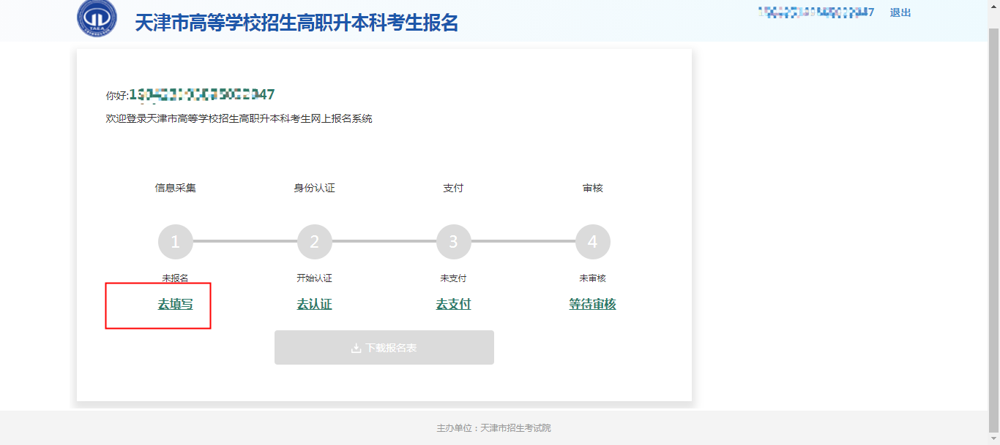 天津市高等学校招生高职升本科考生报名
47 退出
你好:
47
欢迎登录天津市高等学校招生高职升本科考生网上报名系统
信息采集 身份认证 支付 审核
1 2 3 4
未报名 开始认证 未支付 未审核
去填写 去认证 去支付 等待审核
下载报名表
主办单位：天津市招生考试院